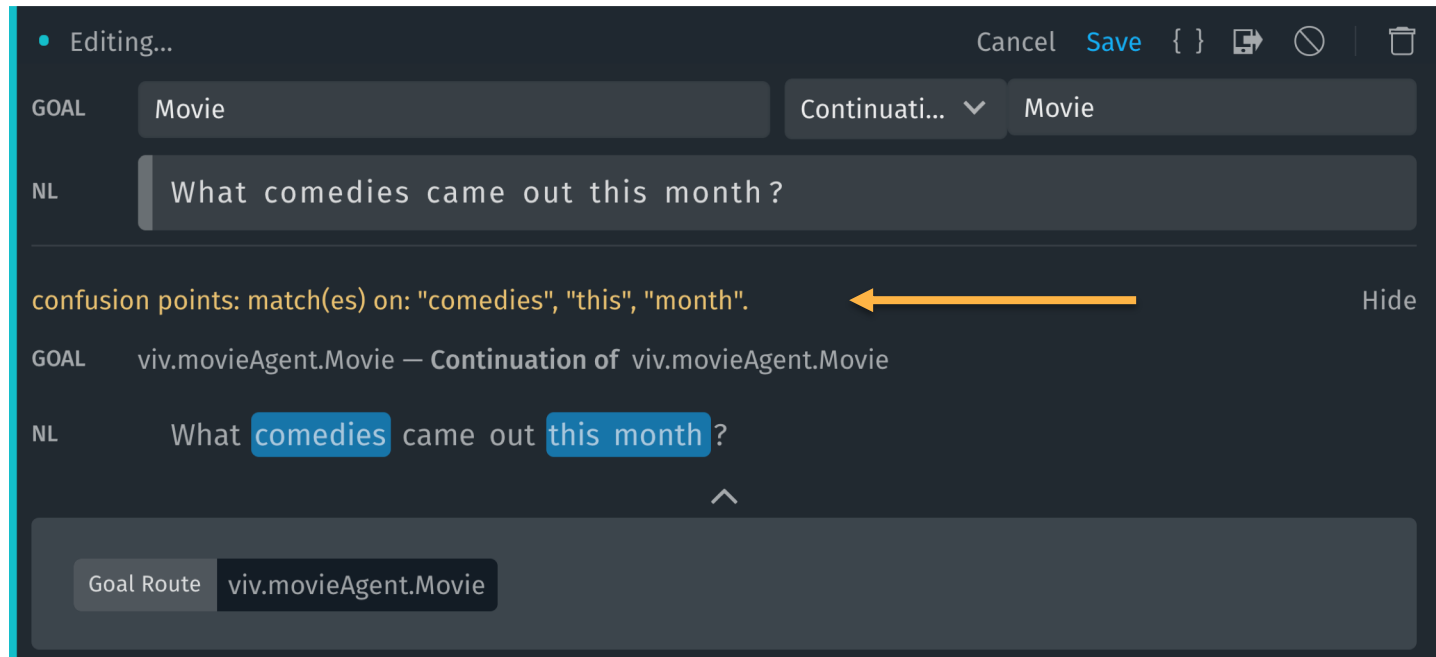 Editing... Cancel Save { }
GOAL Movie Continuati... Movie
NL What comedies came out this month?
confusion points: match(es) on: "comedies", "this", "month". Hide
GOAL viv.movieAgent.Movie — Continuation of viv.movieAgent.Movie
NL What comedies came out this month ?
Goal Route viv.movieAgent.Movie